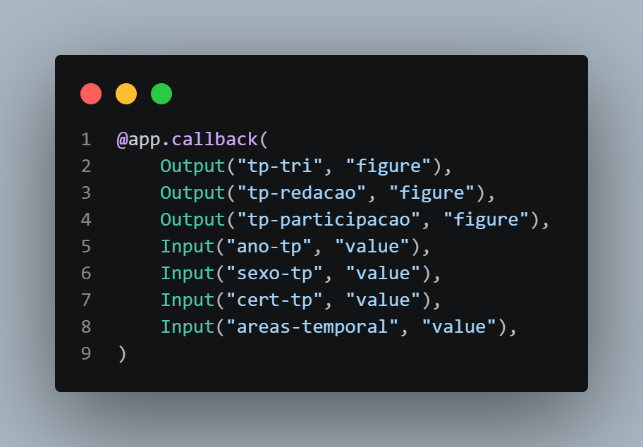 1 @app.callback(
2     Output("tp-tri", "figure"),
3     Output("tp-redacao", "figure"),
4     Output("tp-participacao", "figure"),
5     Input("ano-tp", "value"),
6     Input("sexo-tp", "value"),
7     Input("cert-tp", "value"),
8     Input("areas-temporal", "value"),
9 )